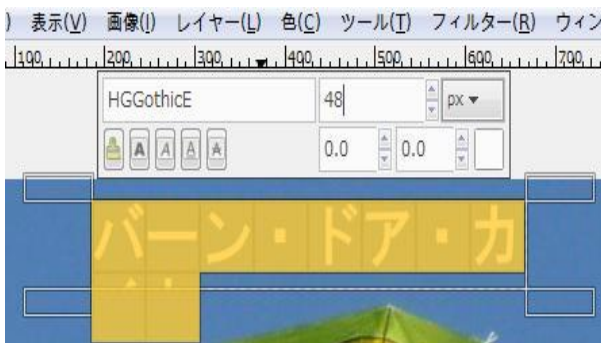 ) 表示(V) 画像(I) レイヤー(L) 色(C) ツール(T) フィルター(R) ウィン
100 200 300 400 500 600 700
HGGothicE 48 px
A A A A 0.0 0.0
バーン・ドア・カ